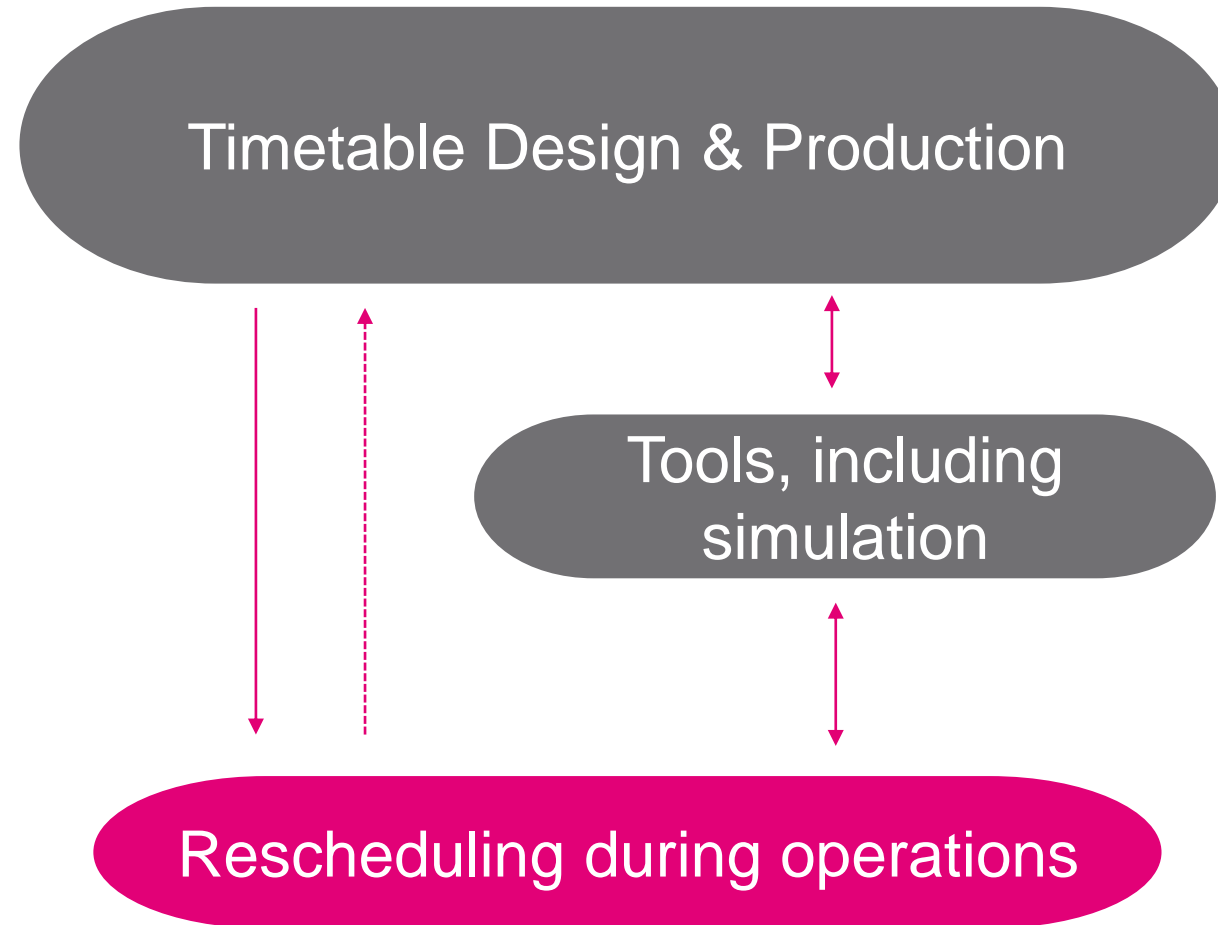 Timetable Design & Production
Tools, including
simulation
Rescheduling during operations